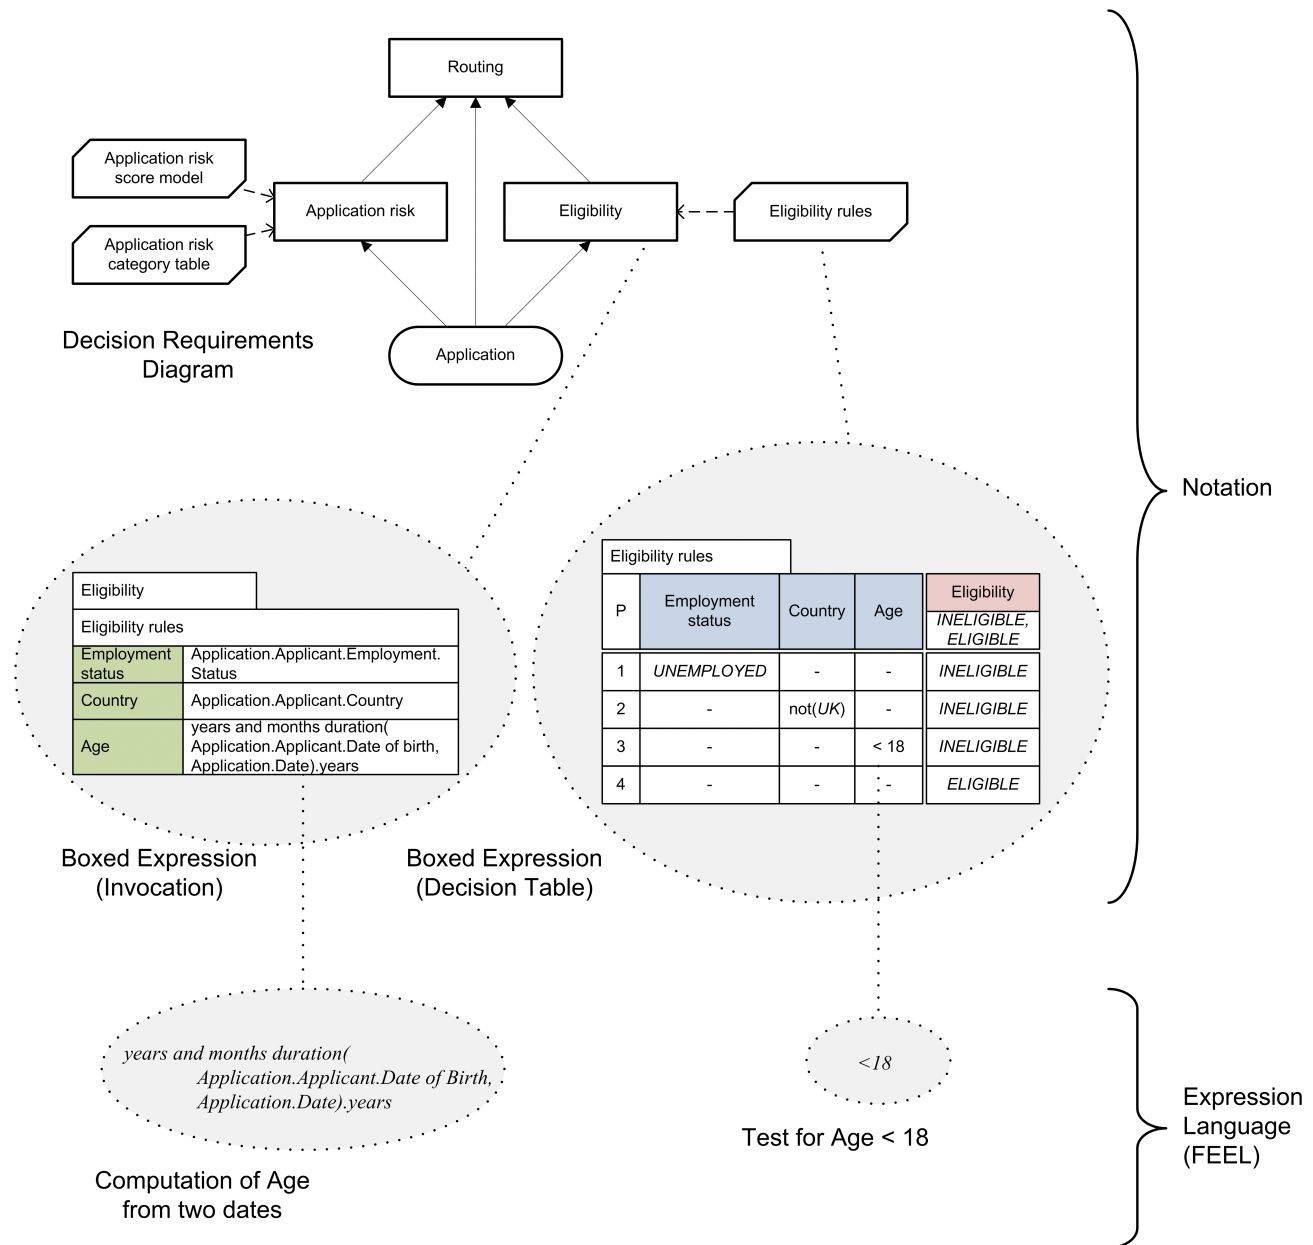 Routing
Application risk
score model
Application risk
Eligibility
Eligibility rules
Application risk
category table
Decision Requirements
Diagram
Application
Notation
Eligibility
Eligibility rules
Employment
status
Application.Applicant.Employment.
Status
Country
Application.Applicant.Country
Age
years and months duration(
Application.Applicant.Date of birth,
Application.Date).years
Boxed Expression
(Invocation)
Eligibility rules
P
Employment
status
Country
Age
Eligibility
INELIGIBLE,
ELIGIBLE
1 UNEMPLOYED - - INELIGIBLE
2 - not(UK) - INELIGIBLE
3 - - < 18 INELIGIBLE
4 - - - ELIGIBLE
Boxed Expression
(Decision Table)
years and months duration(
Application.Applicant.Date of Birth,
Application.Date).years
Computation of Age
from two dates
<18
Test for Age < 18
Expression
Language
(FEEL)